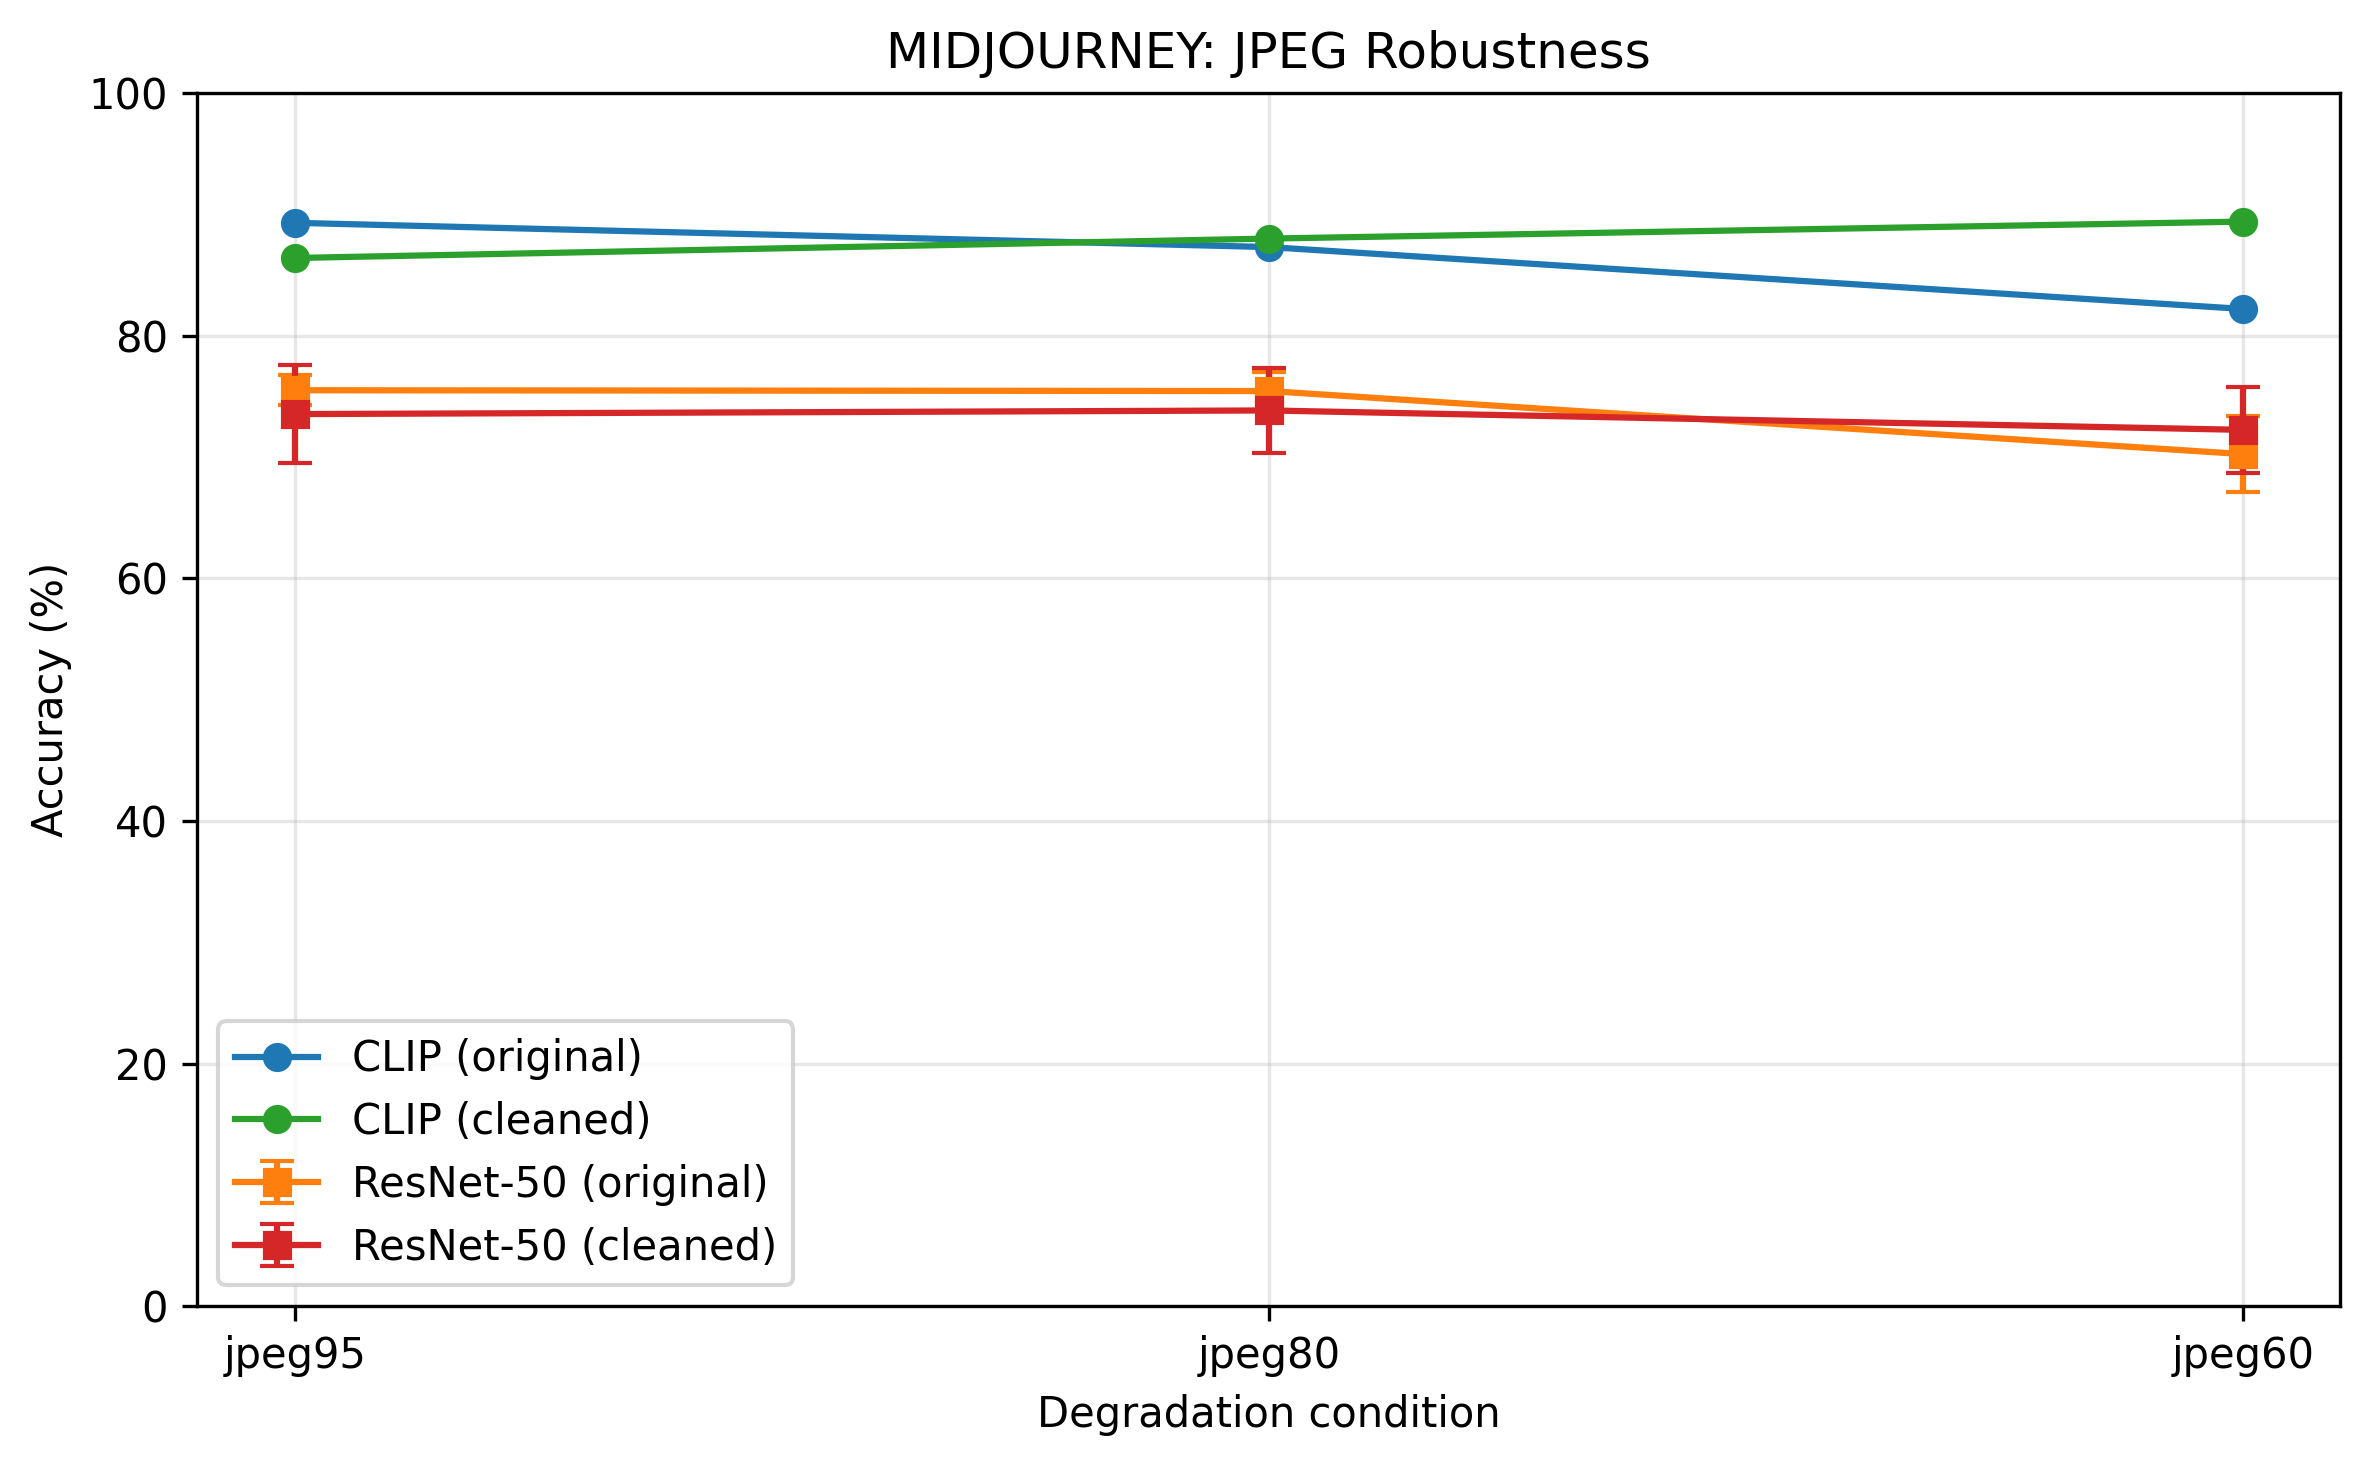 MIDJOURNEY: JPEG Robustness
100
80
60
40
20
0
Accuracy (%)
CLIP (original)
CLIP (cleaned)
ResNet-50 (original)
ResNet-50 (cleaned)
jpeg95
jpeg80
jpeg60
Degradation condition